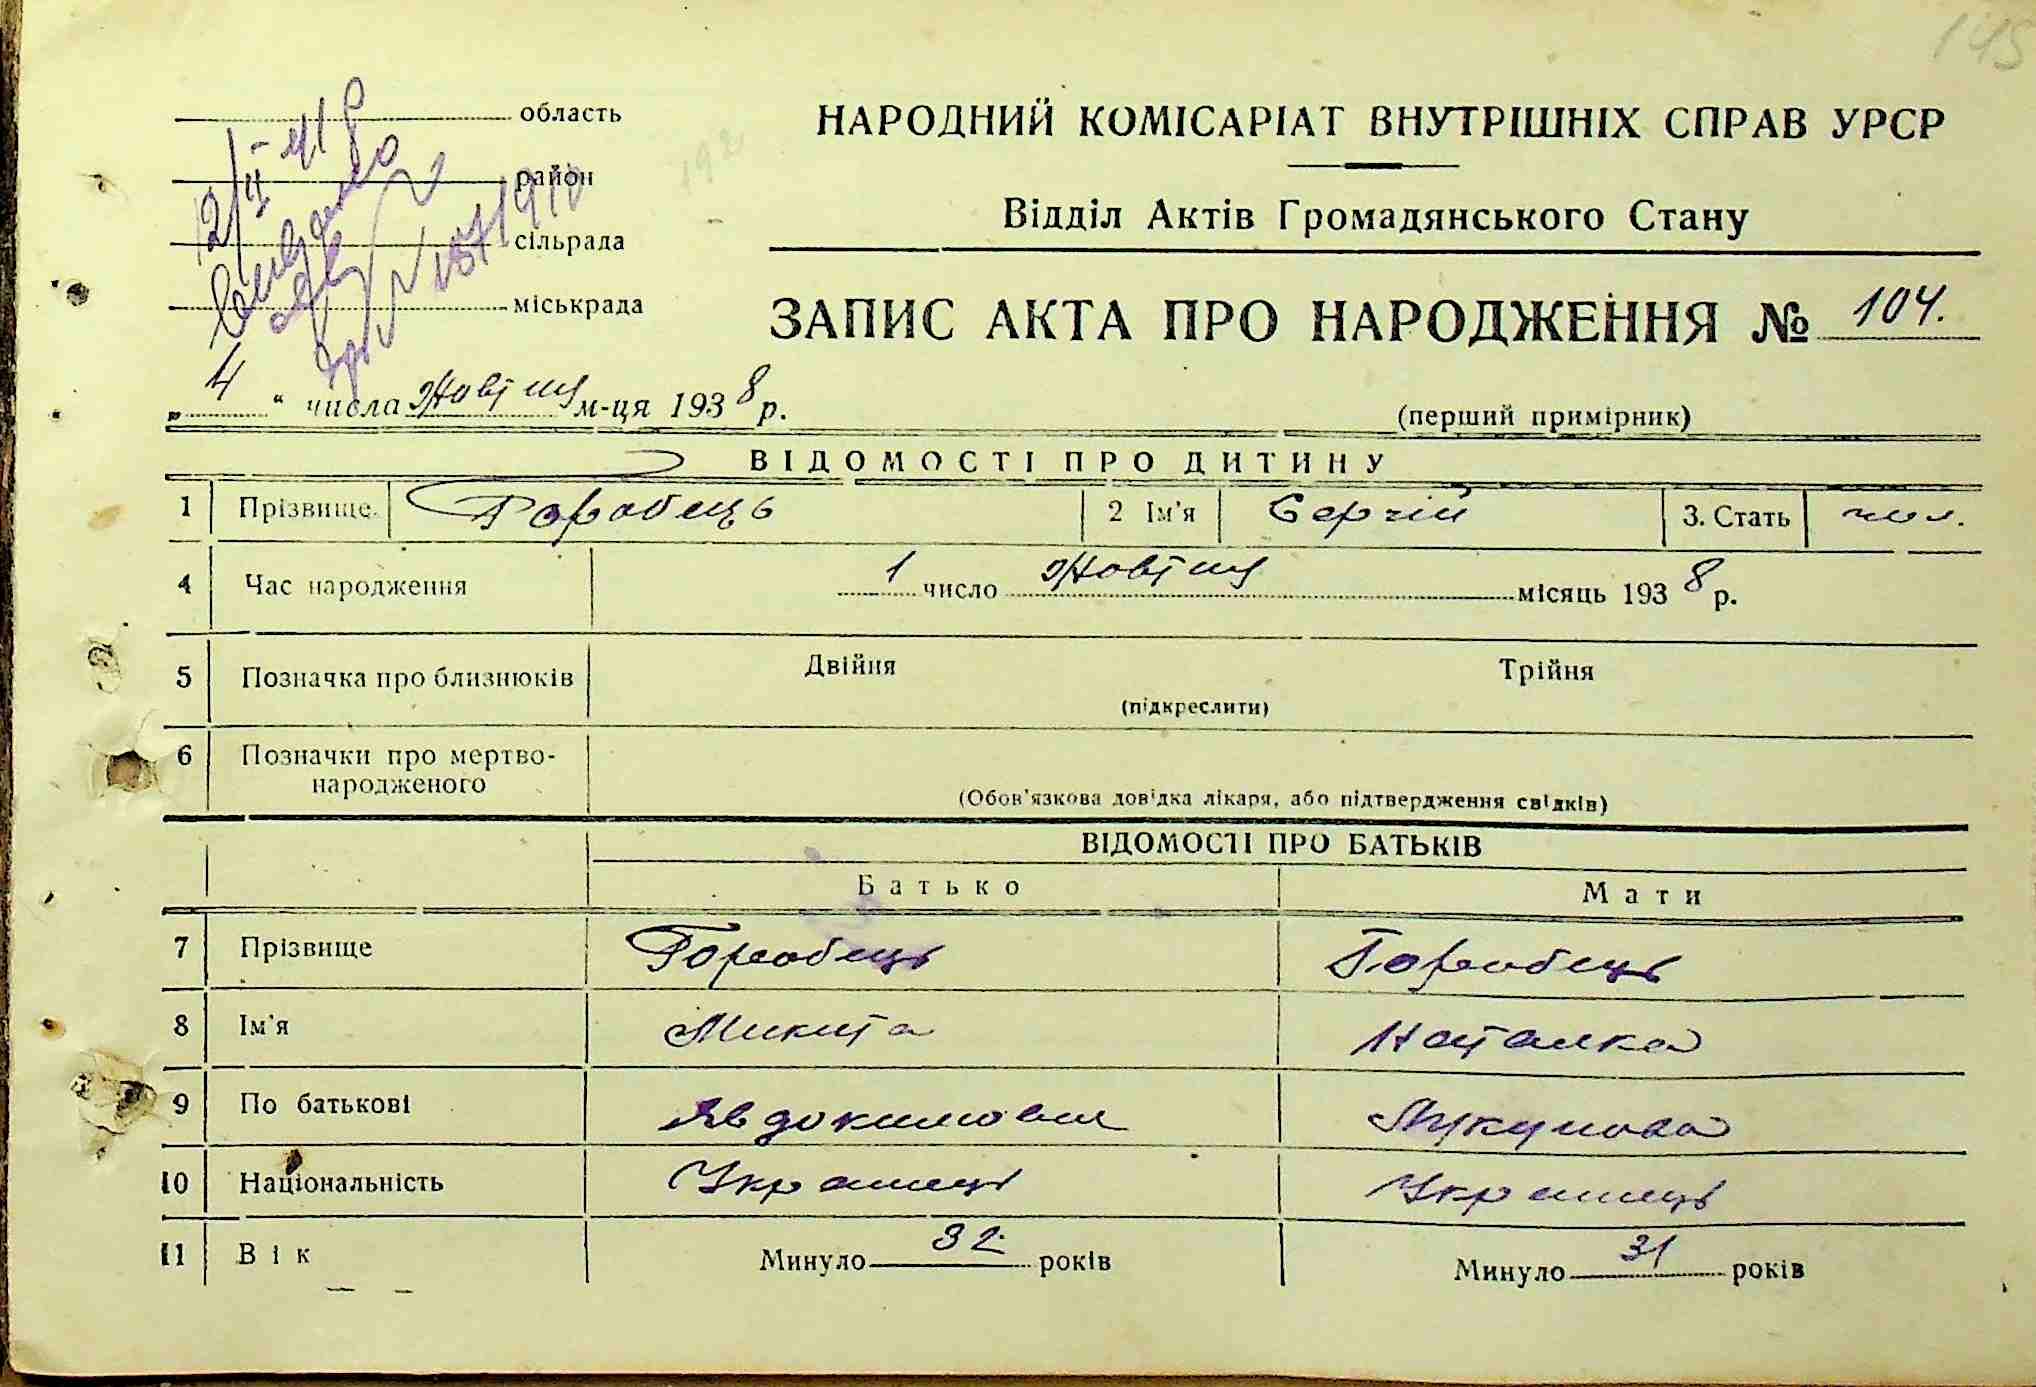 145
область
НАРОДНИЙ КОМІСАРІАТ ВНУТРІШНІХ СПРАВ УРСР
район
Відділ Актів Громадянського Стану
сільрада
міськрада
ЗАПИС АКТА ПРО НАРОДЖЕННЯ № 104.
„ 4 “ числа Жовтня м-ця 1938 р.
(перший примірник)
ВІДОМОСТІ ПРО ДИТИНУ
1 Прізвище Горобець 2 Ім'я Сергій 3. Стать чол.
4 Час народження 1 число Жовтня місяць 1938 р.
5 Позначка про близнюків Двійня Трійня
(підкреслити)
6 Позначки про мертво-
народженого
(Обов'язкова довідка лікаря, або підтвердження свідків)
ВІДОМОСТІ ПРО БАТЬКІВ
Батько Мати
7 Прізвище Горобець Горобець
8 Ім'я Микита Наталка
9 По батькові Явдокимович
10 Національність Українець Українець
11 Вік Минуло 32 років Минуло 31 років